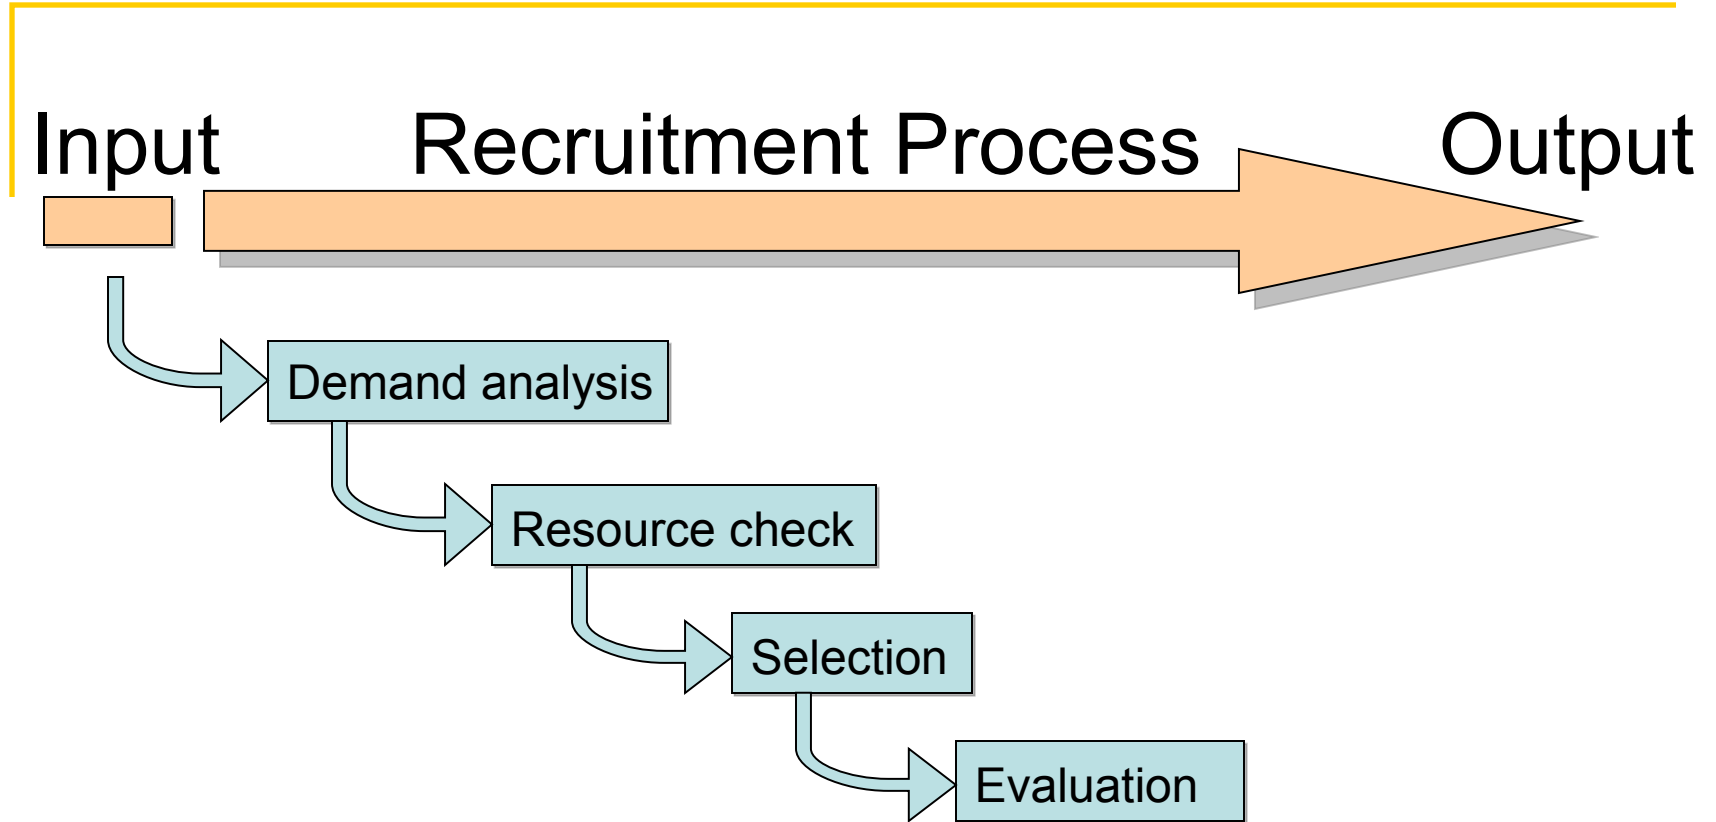 Input Recruitment Process Output
Demand analysis
Resource check
Selection
Evaluation